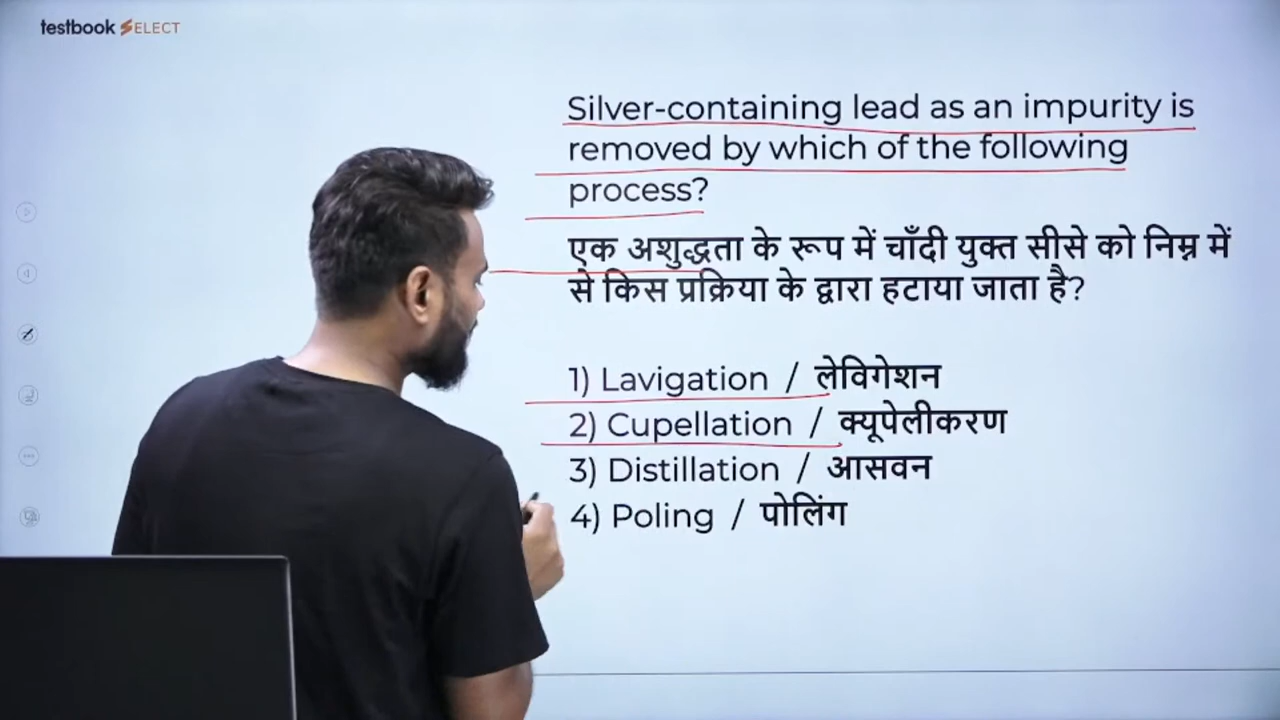 testbook SELECT
Silver-containing lead as an impurity is
removed by which of the following
process?
एक अशुद्धता के रूप में चाँदी युक्त सीसे को निम्न में
से किस प्रक्रिया के द्वारा हटाया जाता है?
1) Lavigation / लेविगेशन
2) Cupellation / क्यूपेलीकरण
3) Distillation / आसवन
4) Poling / पोलिंग